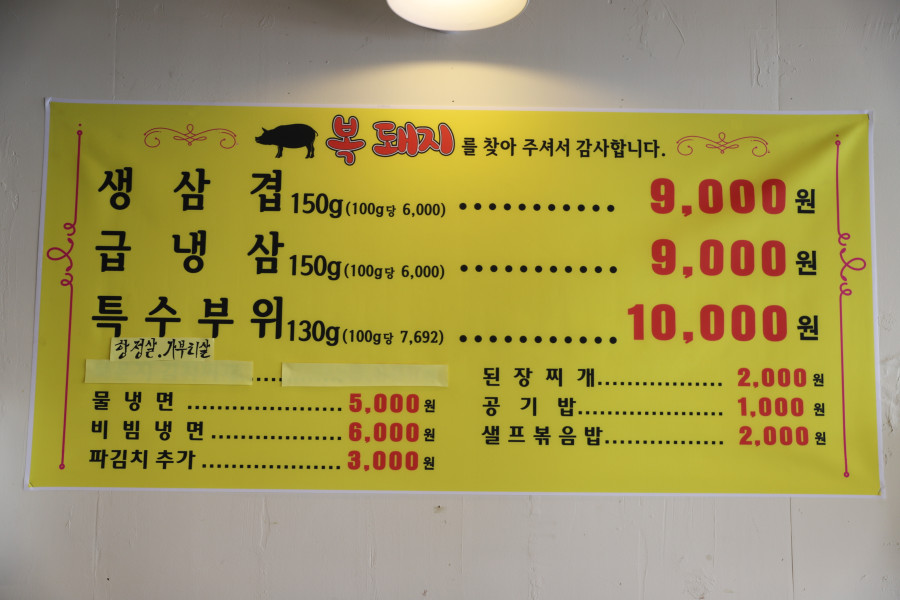 복 돼지를 찾아 주셔서 감사합니다.
생 삼 겹 150g(100g당 6,000) ............ 9,000원
급 냉 삼 150g(100g당 6,000) ............ 9,000원
특 수 부 위 130g(100g당 7,692) ............ 10,000원
항정살.가부리살
물 냉 면 ...................... 5,000원
비 빔 냉 면 ................... 6,000원
파김치 추가 .................... 3,000원
된 장 찌 개.................. 2,000원
공 기 밥..................... 1,000원
샐프볶음밥................. 2,000원